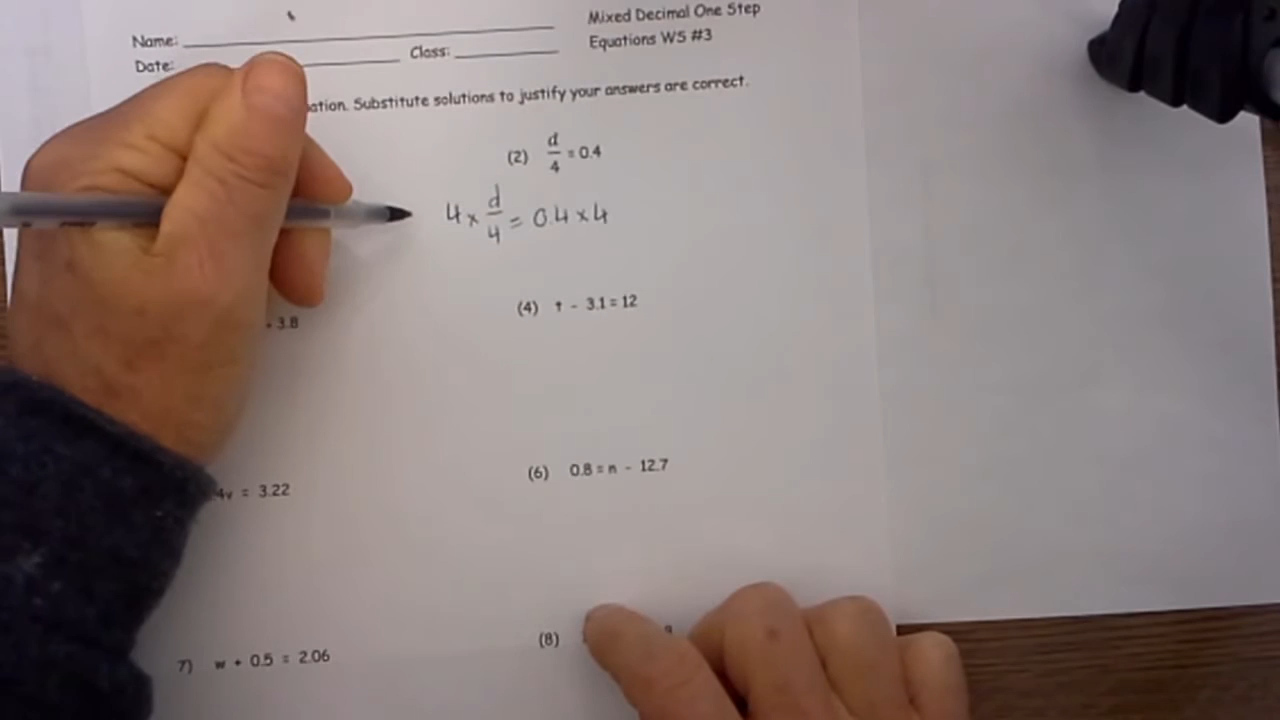 Name: Mixed Decimal One Step
Date: Class: Equations WS #3
Substitute solutions to justify your answers are correct.
(2) d/4 = 0.4
4 × d/4 = 0.4 × 4
3.8 (4) t - 3.1 = 12
4v = 3.22 (6) 0.8 = n - 12.7
7) w + 0.5 = 2.06 (8)